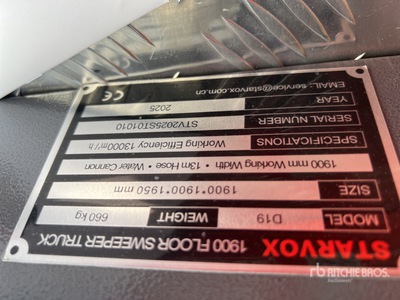 STARVOX 1900 FLOOR SWEEPER TRUCK
MODEL D19 WEIGHT 660 kg
SIZE 1900*1900*1950 mm
1900 mm Working Width • 13m Hose • Water Cannon
SPECIFICATIONS Working Efficiency 13000m²/h
SERIAL NUMBER STV2025ST01010
YEAR 2025
EMAIL: service@starvox.com.cn CE
rb RITCHIE BROS.